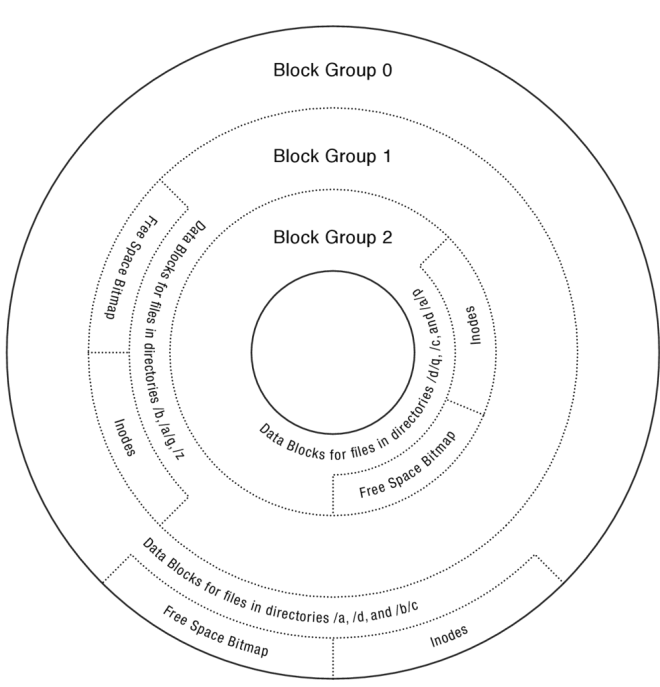 Block Group 0
Block Group 1
Block Group 2
Free Space Bitmap
Data Blocks for files in directories /b, /a/g, /z
Inodes
Inodes
Data Blocks for files in directories /d/q, /c, and /a/p
Free Space Bitmap
Data Blocks for files in directories /a, /d, and /b/c
Free Space Bitmap
Inodes